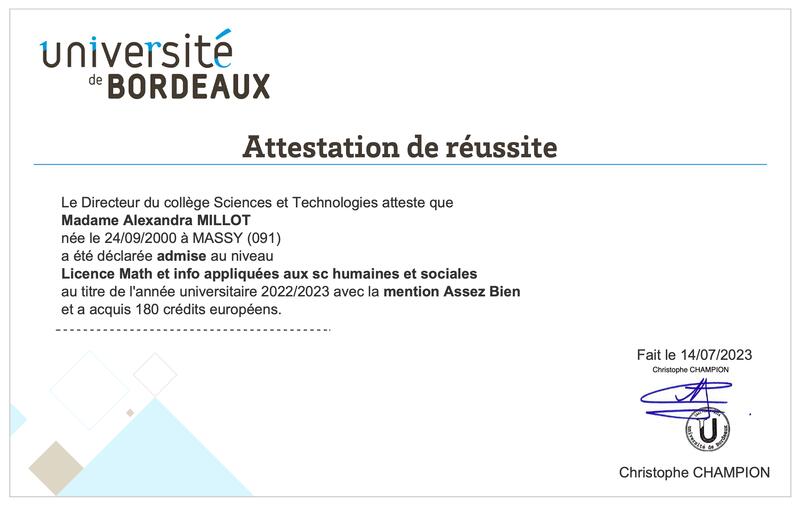 université
de BORDEAUX
Attestation de réussite
Le Directeur du collège Sciences et Technologies atteste que
Madame Alexandra MILLOT
née le 24/09/2000 à MASSY (091)
a été déclarée admise au niveau
Licence Math et info appliquées aux sc humaines et sociales
au titre de l'année universitaire 2022/2023 avec la mention Assez Bien
et a acquis 180 crédits européens.
Fait le 14/07/2023
Christophe CHAMPION
U
université de Bordeaux
Christophe CHAMPION